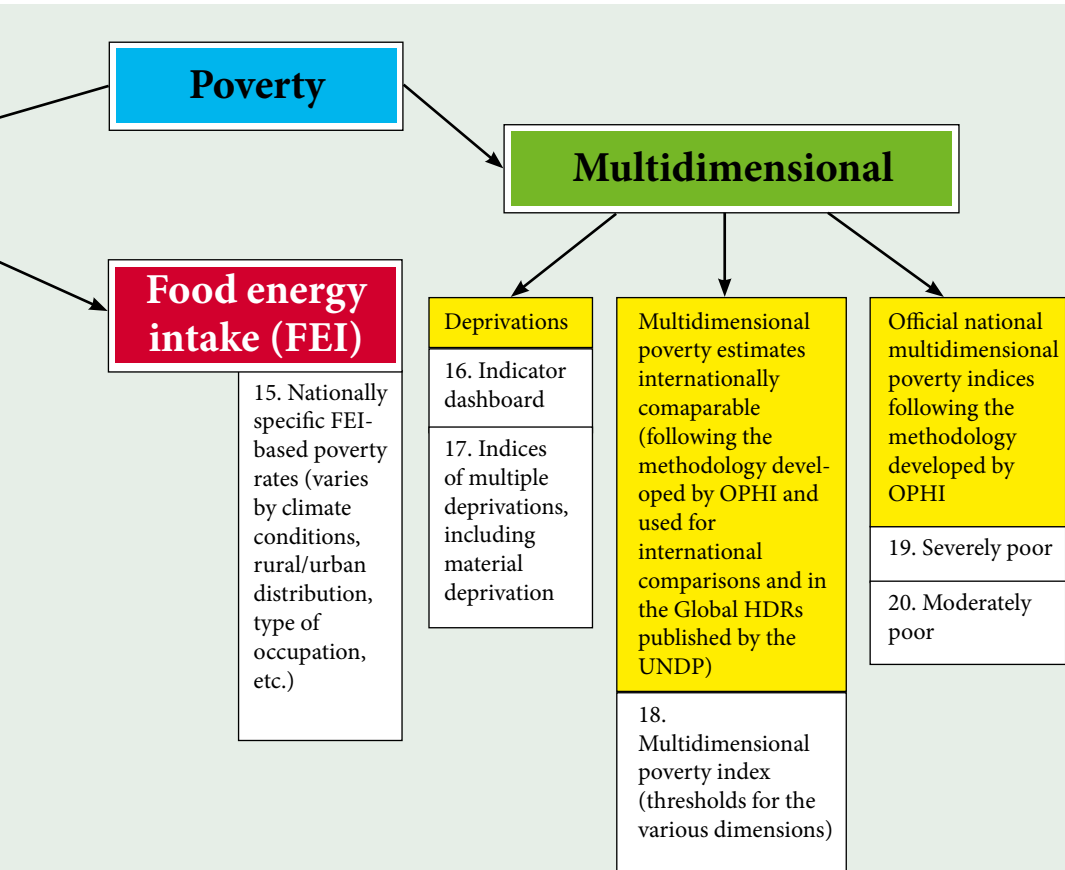 Poverty
Multidimensional
Food energy
intake (FEI)
15. Nationally
specific FEI-
based poverty
rates (varies
by climate
conditions,
rural/urban
distribution,
type of
occupation,
etc.)
Deprivations
16. Indicator
dashboard
17. Indices
of multiple
deprivations,
including
material
deprivation
Multidimensional
poverty estimates
internationally
comaparable
(following the
methodology devel-
oped by OPHI and
used for
international
comparisons and in
the Global HDRs
published by the
UNDP)
18.
Multidimensional
poverty index
(thresholds for the
various dimensions)
Official national
multidimensional
poverty indices
following the
methodology
developed by
OPHI
19. Severely poor
20. Moderately
poor